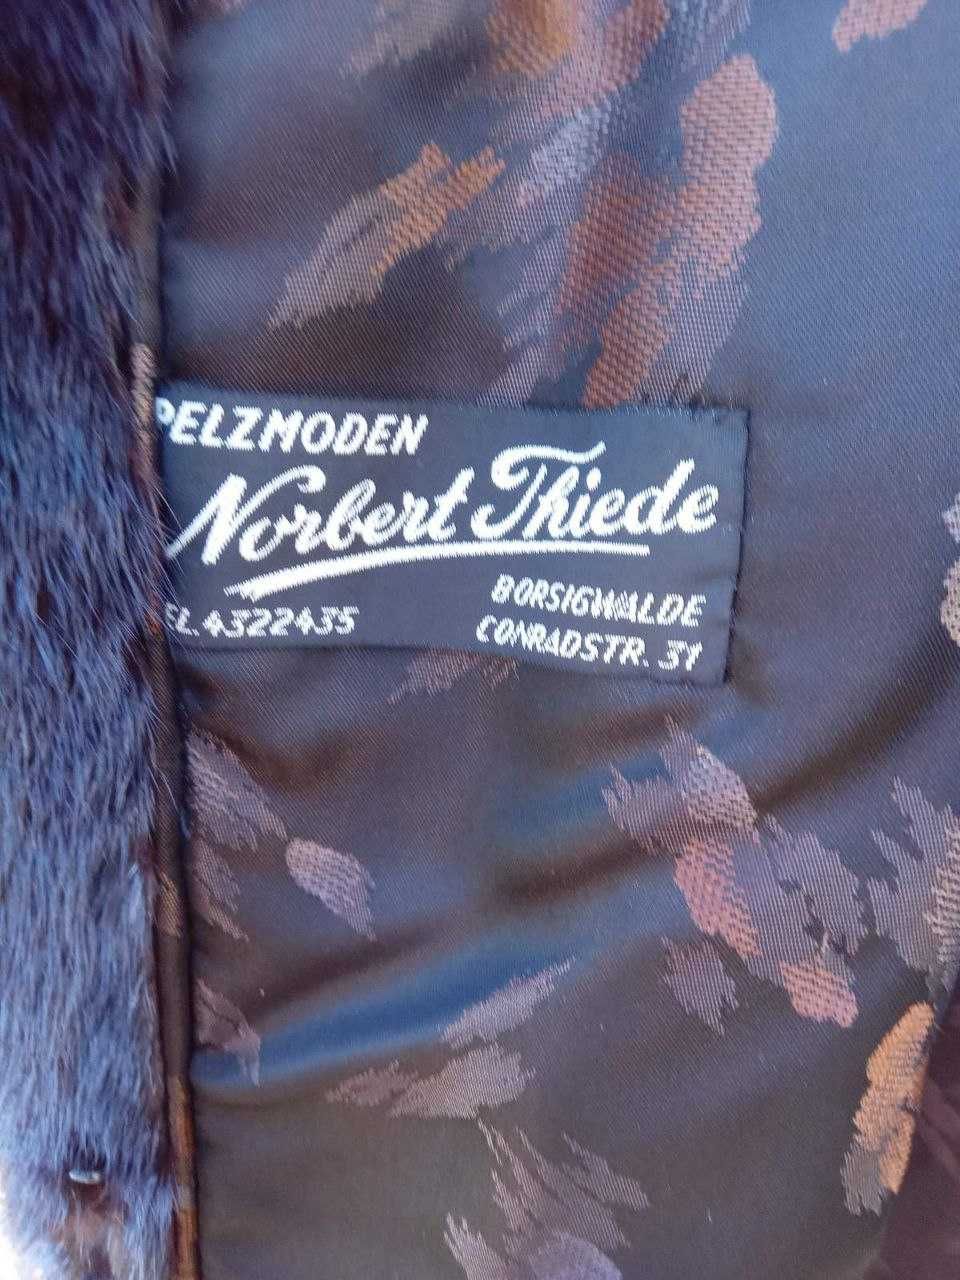 PELZMODEN
Norbert Thiede
BORSIGWALDE
EL. 4322435
CONRADSTR. 31